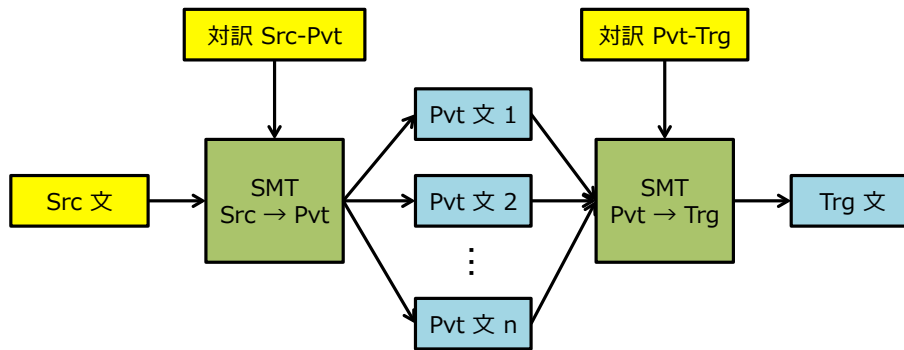 対訳 Src-Pvt
対訳 Pvt-Trg
Pvt 文 1
Src 文
SMT
Src → Pvt
Pvt 文 2
⋮
Pvt 文 n
SMT
Pvt → Trg
Trg 文